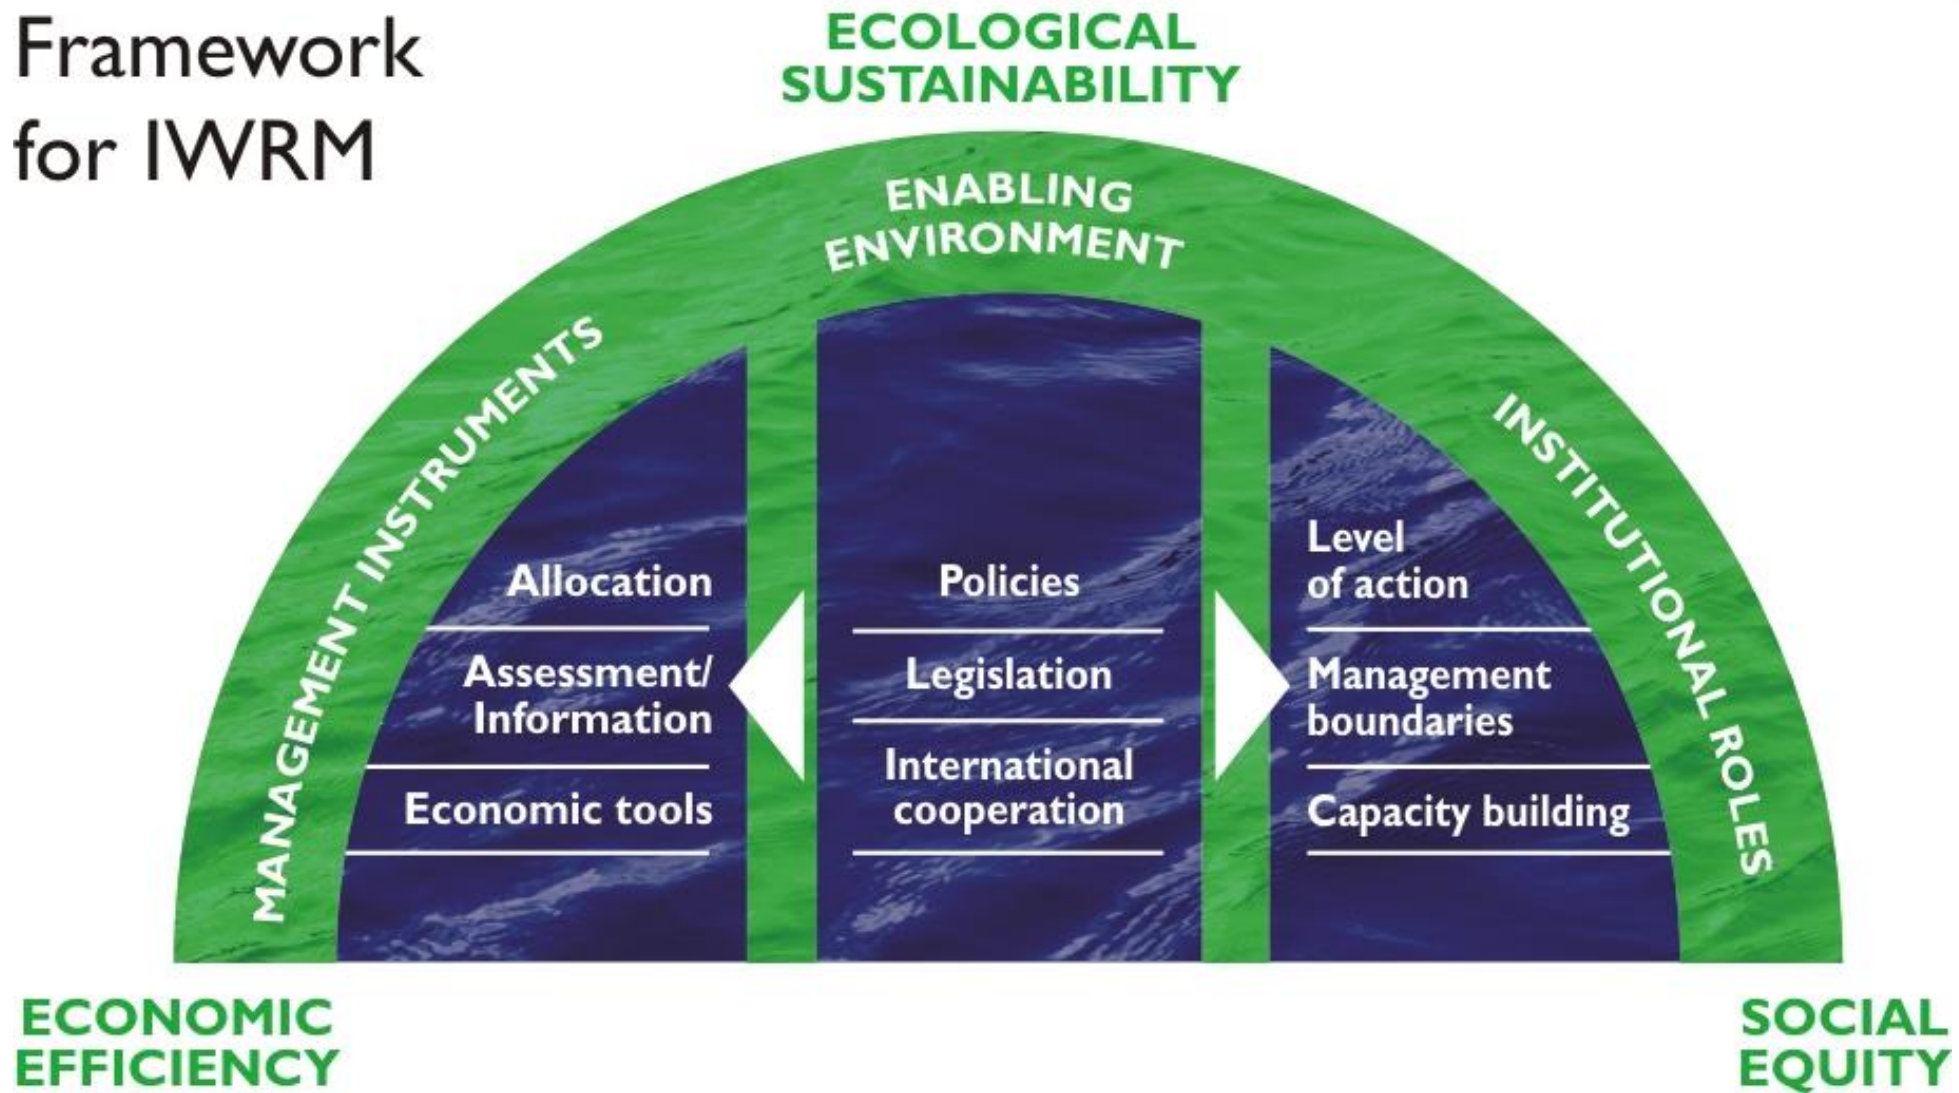 Framework
for IWRM
ECOLOGICAL
SUSTAINABILITY
ENABLING
ENVIRONMENT
MANAGEMENT INSTRUMENTS
INSTITUTIONAL ROLES
Allocation
Assessment/
Information
Economic tools
Policies
Legislation
International
cooperation
Level
of action
Management
boundaries
Capacity building
ECONOMIC
EFFICIENCY
SOCIAL
EQUITY